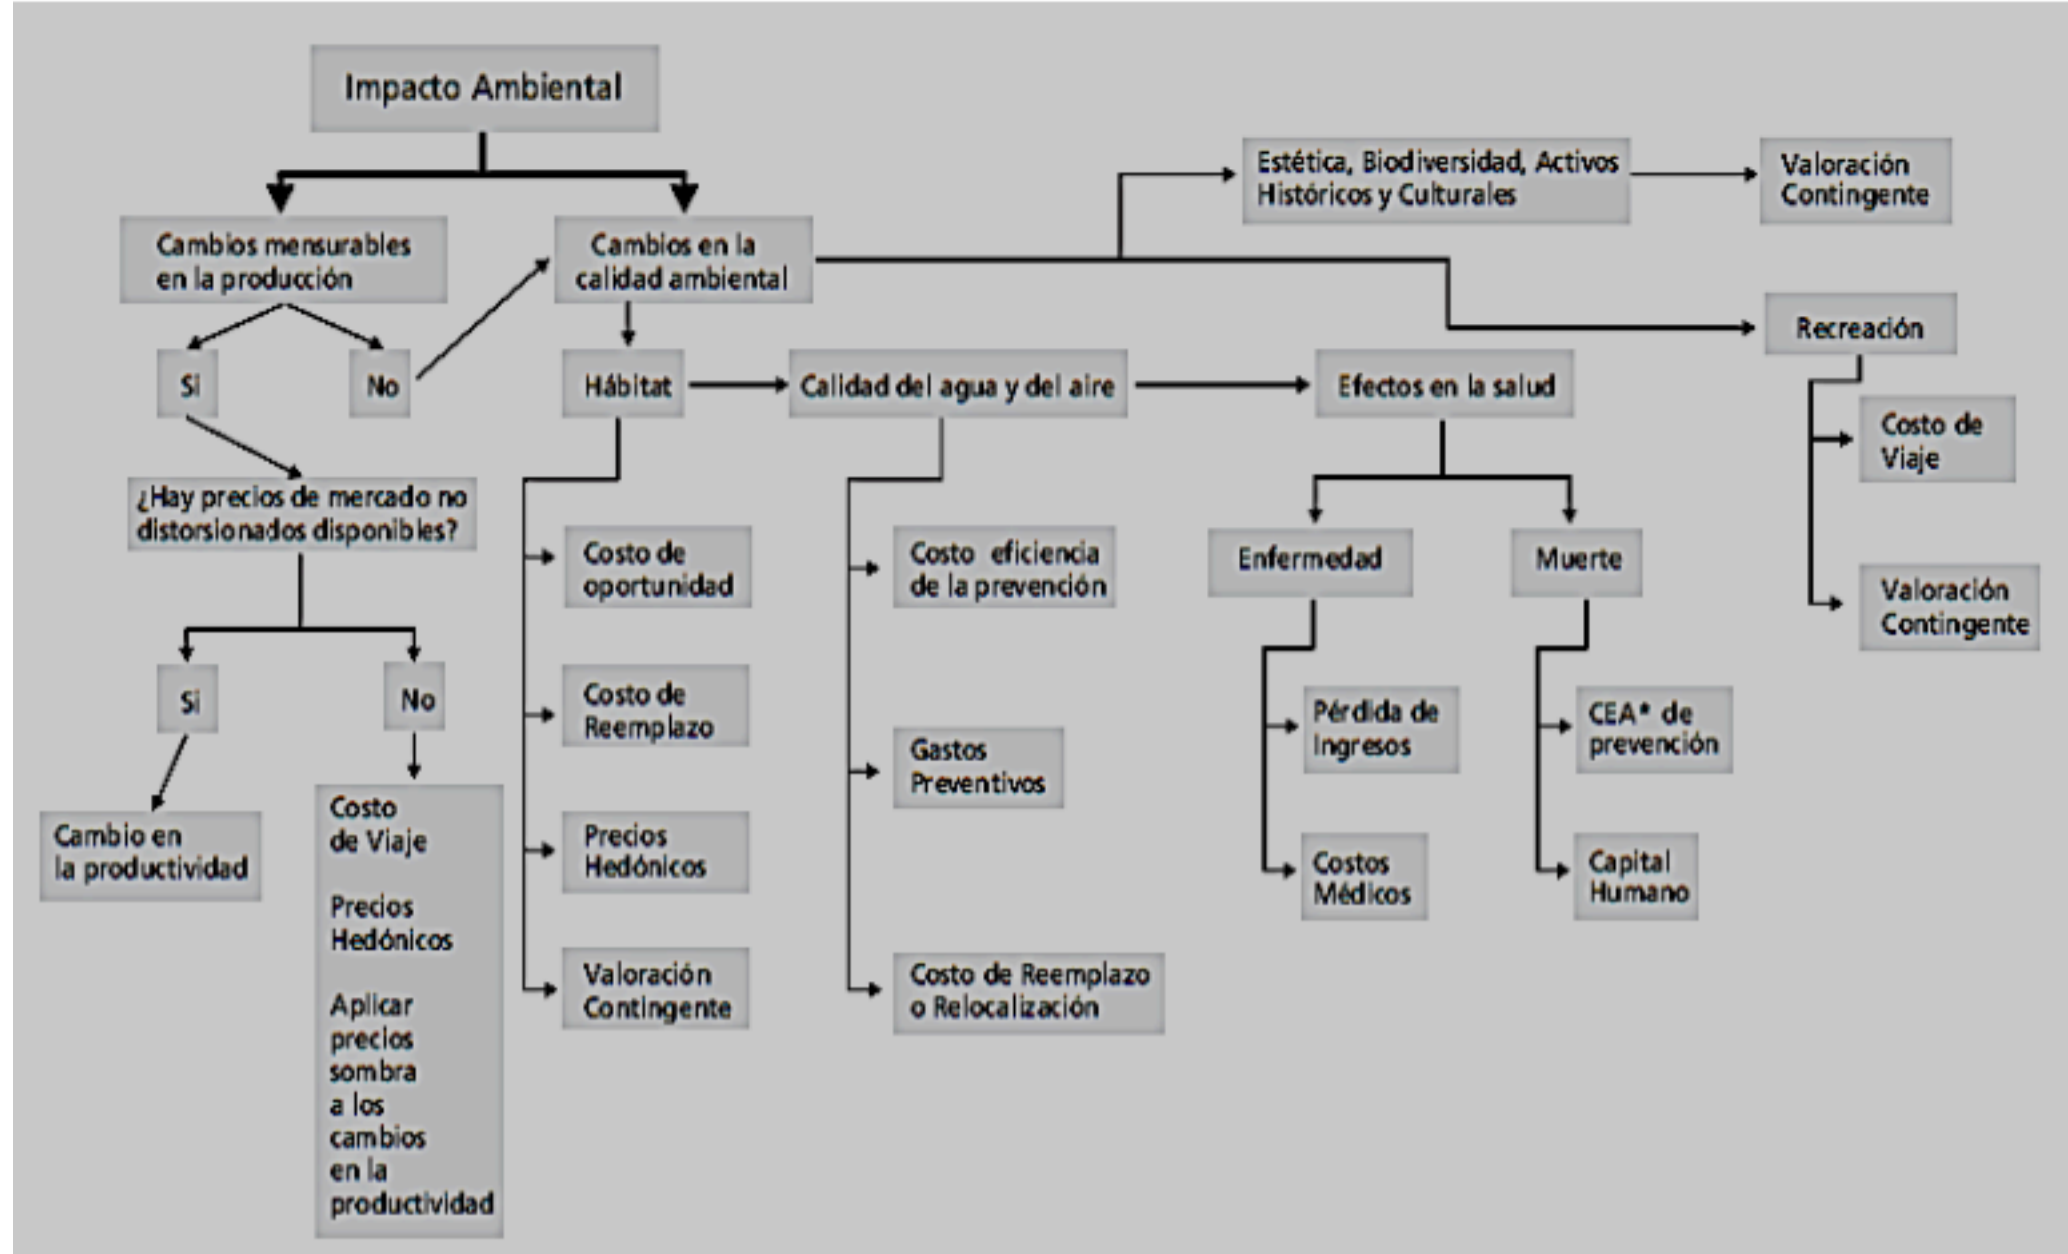 Impacto Ambiental
Estética, Biodiversidad, Activos
Históricos y Culturales
Valoración
Contingente
Cambios mensurables
en la producción
Cambios en la
calidad ambiental
Recreación
Si
No
Hábitat
Calidad del agua y del aire
Efectos en la salud
Costo de
Viaje
Valoración
Contingente
¿Hay precios de mercado no
distorsionados disponibles?
Si
No
Cambio en
la productividad
Costo
de Viaje
Precios
Hedónicos
Aplicar
precios
sombra
a los
cambios
en la
productividad
Costo de
oportunidad
Costo de
Reemplazo
Precios
Hedónicos
Valoración
Contingente
Costo eficiencia
de la prevención
Gastos
Preventivos
Costo de Reemplazo
o Relocalización
Enfermedad
Muerte
Pérdida de
Ingresos
Costos
Médicos
CEA* de
prevención
Capital
Humano